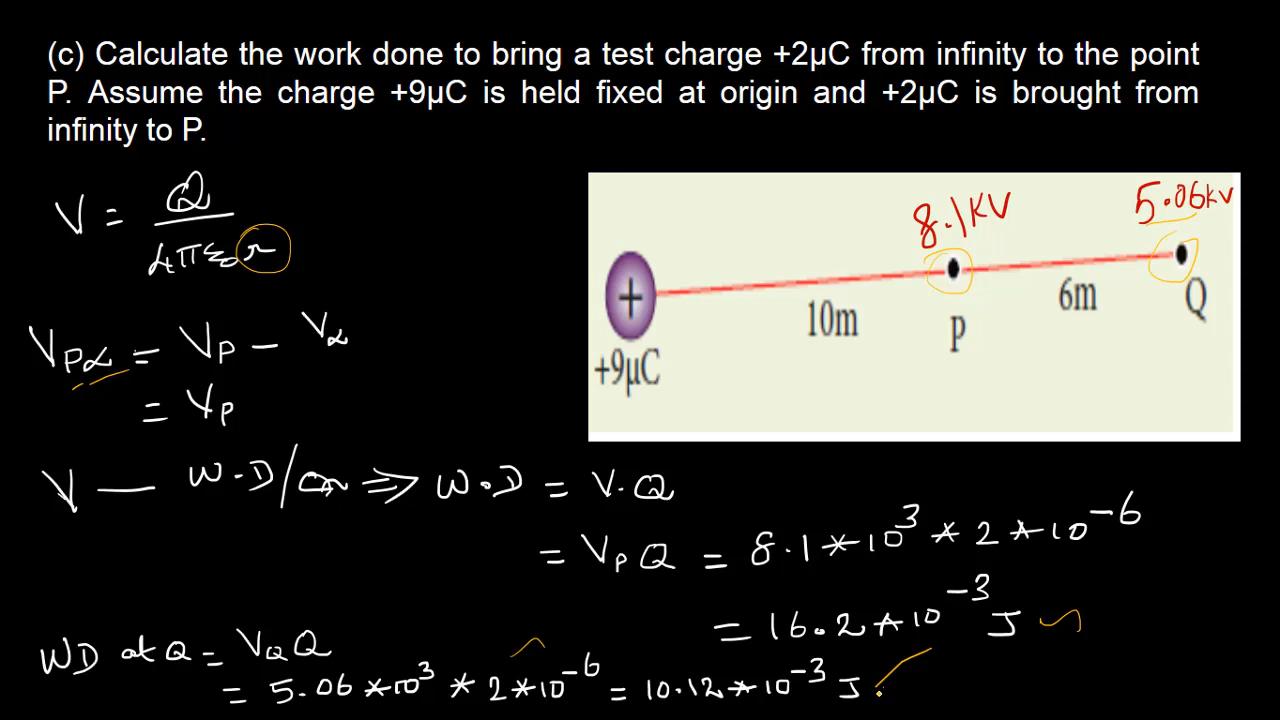 (c) Calculate the work done to bring a test charge +2μC from infinity to the point
P. Assume the charge +9μC is held fixed at origin and +2μC is brought from
infinity to P.
V = Q / 4πε₀r
8.1KV
5.06KV
+
10m
P
6m
Q
+9μC
V_Pα = V_P − V_α
= V_P
V — W.D/ ⇒ W.D = V.Q
= V_P Q = 8.1 * 10^3 * 2 * 10^-6
= 16.2 * 10^-3 J
WD at Q = V_Q Q
= 5.06 * 10^3 * 2 * 10^-6 = 10.12 * 10^-3 J